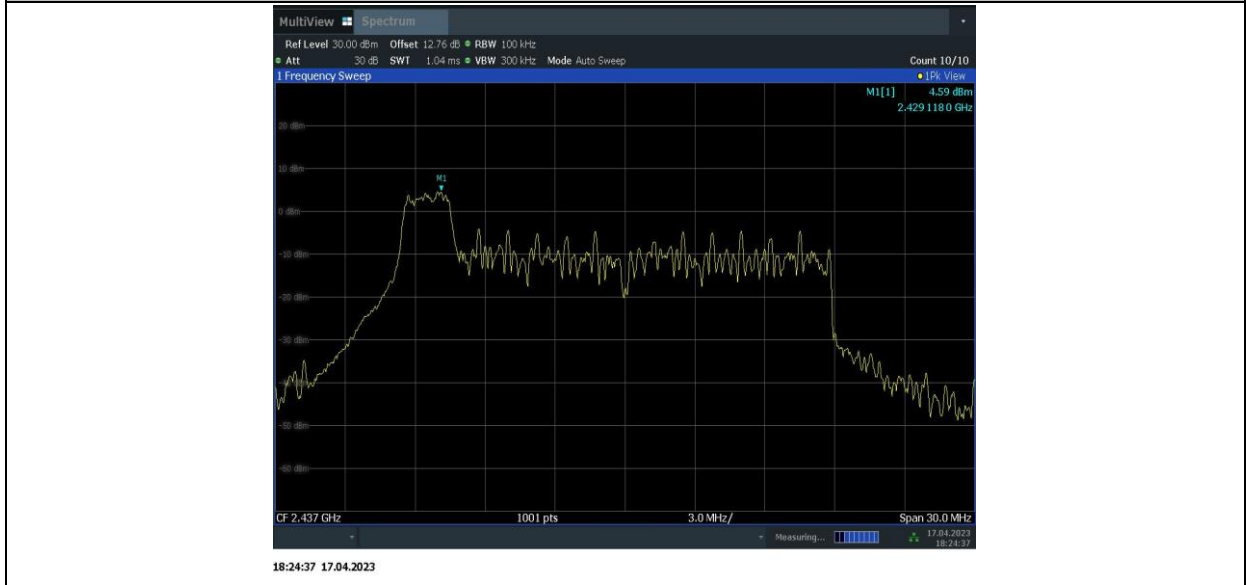 MultiView Spectrum
Ref Level 30.00 dBm Offset 12.76 dB RBW 100 kHz
Att 30 dB SWT 1.04 ms VBW 300 kHz Mode Auto Sweep Count 10/10
1 Frequency Sweep 1Pk View
M1[1] 4.59 dBm
2.429 118 0 GHz
20 dBm
10 dBm
M1
0 dBm
-10 dBm
-20 dBm
-30 dBm
-40 dBm
-50 dBm
-60 dBm
CF 2.437 GHz 1001 pts 3.0 MHz/ Span 30.0 MHz
Measuring... 17.04.2023
18:24:37
18:24:37 17.04.2023